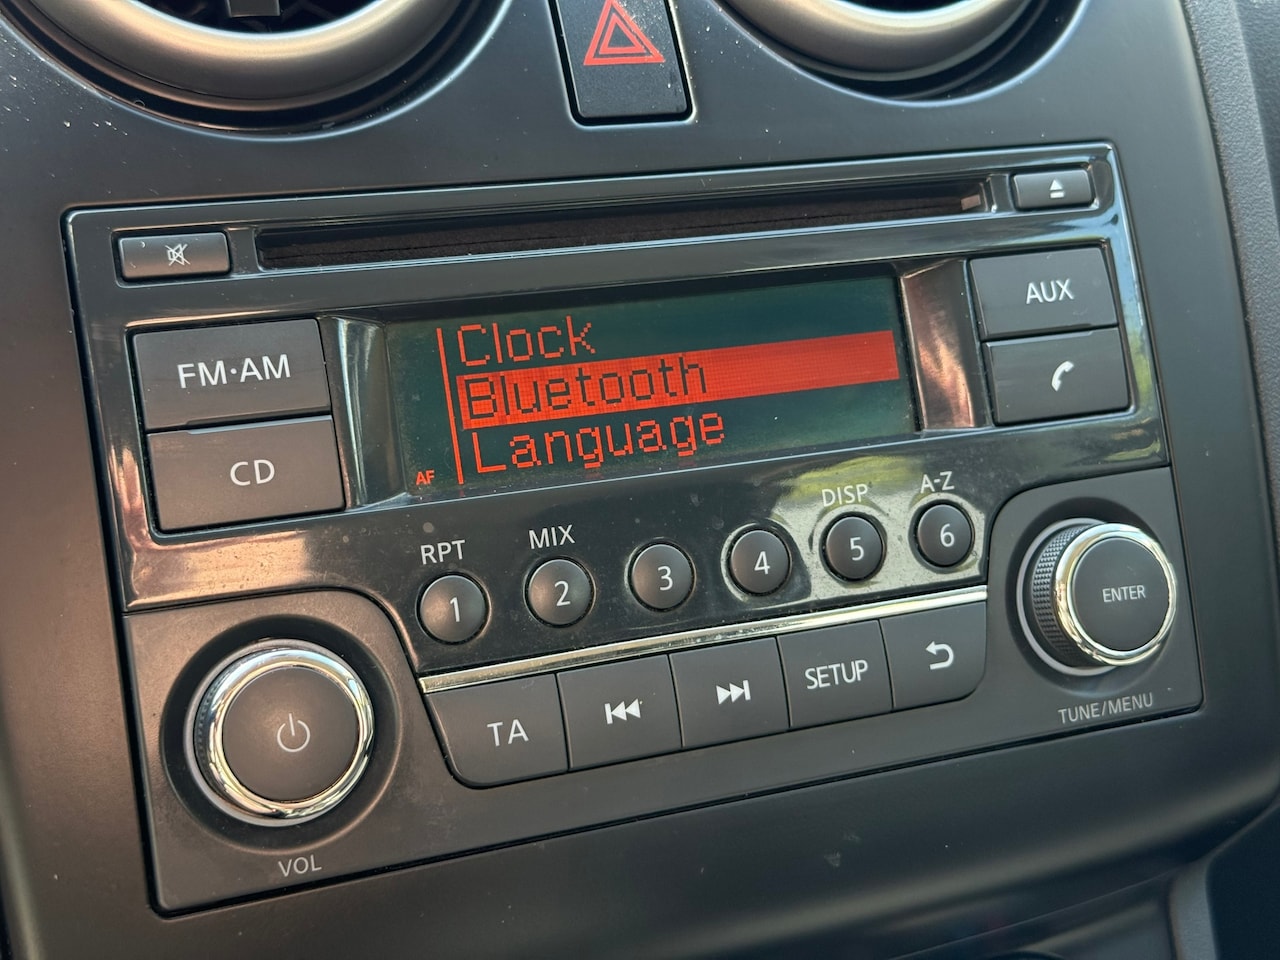 FM·AM
CD
Clock
Bluetooth
Language
AF
AUX
RPT
MIX
DISP
A-Z
1
2
3
4
5
6
TA
SETUP
ENTER
TUNE/MENU
VOL